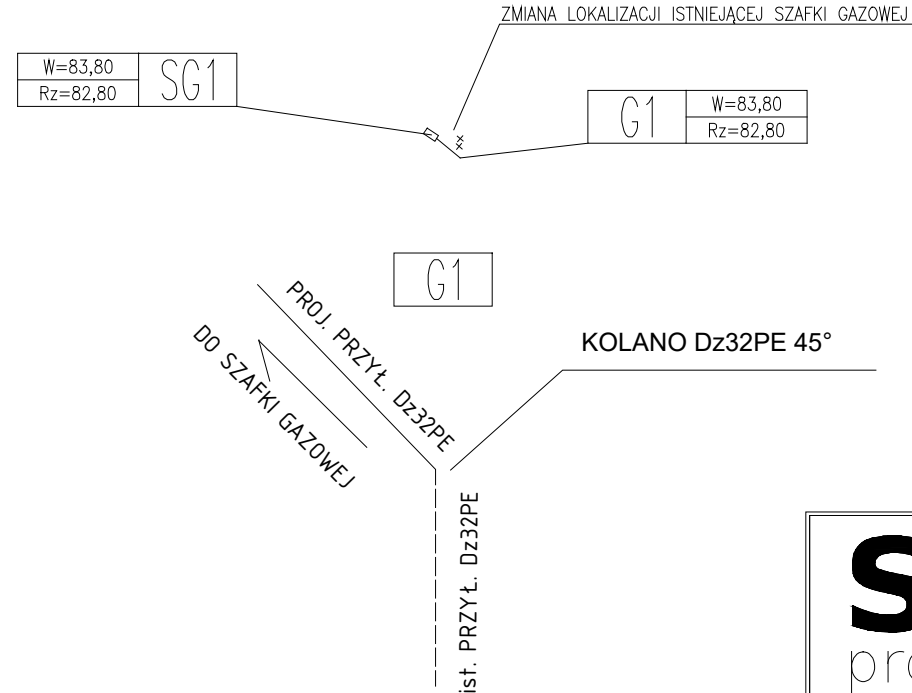 ZMIANA LOKALIZACJI ISTNIEJĄCEJ SZAFKI GAZOWEJ
W=83,80
Rz=82,80
SG1
G1
W=83,80
Rz=82,80
G1
PROJ. PRZYŁ. Dz32PE
DO SZAFKI GAZOWEJ
KOLANO Dz32PE 45°
ist. PRZYŁ. Dz32PE